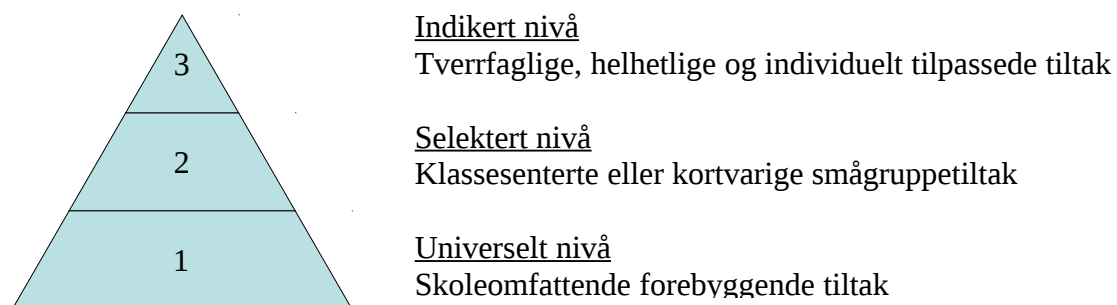 3
Indikert nivå
Tverrfaglige, helhetlige og individuelt tilpassede tiltak
2
Selektert nivå
Klassesenterte eller kortvarige smågruppetiltak
1
Universelt nivå
Skoleomfattende forebyggende tiltak